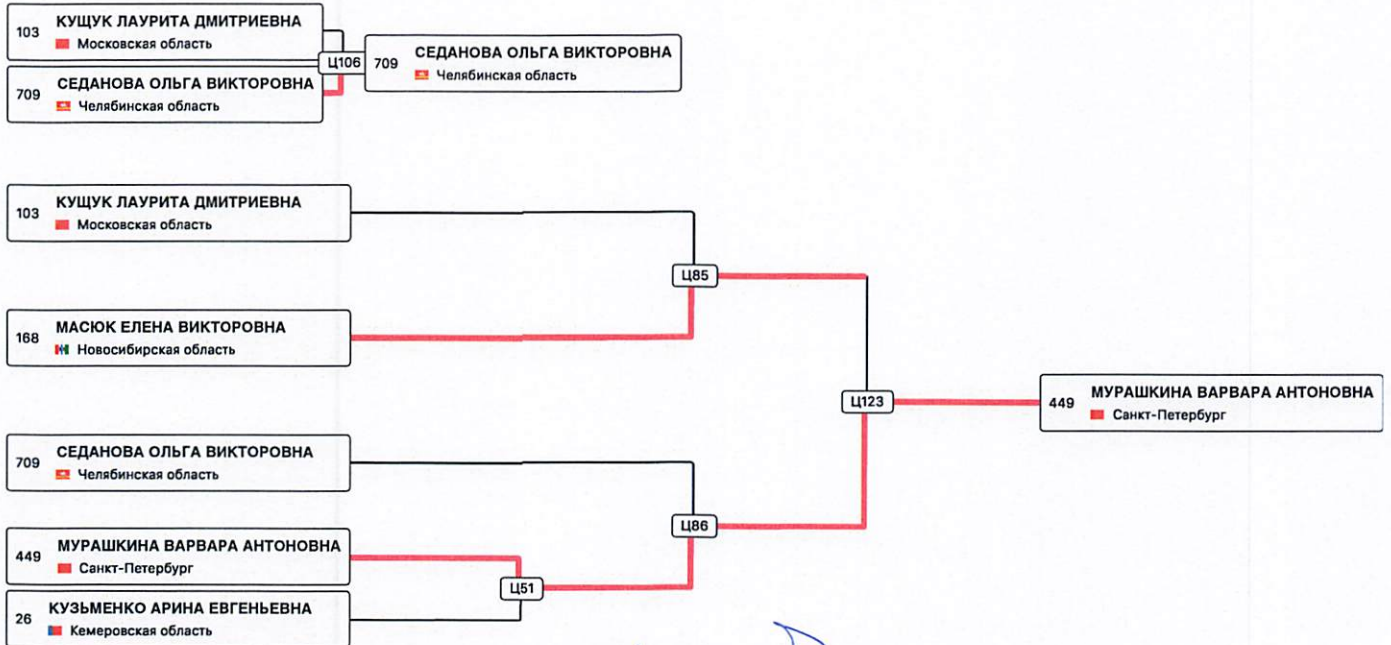 103 КУЩУК ЛАУРИТА ДМИТРИЕВНА
Московская область
709 СЕДАНОВА ОЛЬГА ВИКТОРОВНА
Челябинская область
Ц106
709 СЕДАНОВА ОЛЬГА ВИКТОРОВНА
Челябинская область
103 КУЩУК ЛАУРИТА ДМИТРИЕВНА
Московская область
Ц85
168 МАСЮК ЕЛЕНА ВИКТОРОВНА
Новосибирская область
Ц123
449 МУРАШКИНА ВАРВАРА АНТОНОВНА
Санкт-Петербург
709 СЕДАНОВА ОЛЬГА ВИКТОРОВНА
Челябинская область
Ц86
449 МУРАШКИНА ВАРВАРА АНТОНОВНА
Санкт-Петербург
Ц51
26 КУЗЬМЕНКО АРИНА ЕВГЕНЬЕВНА
Кемеровская область